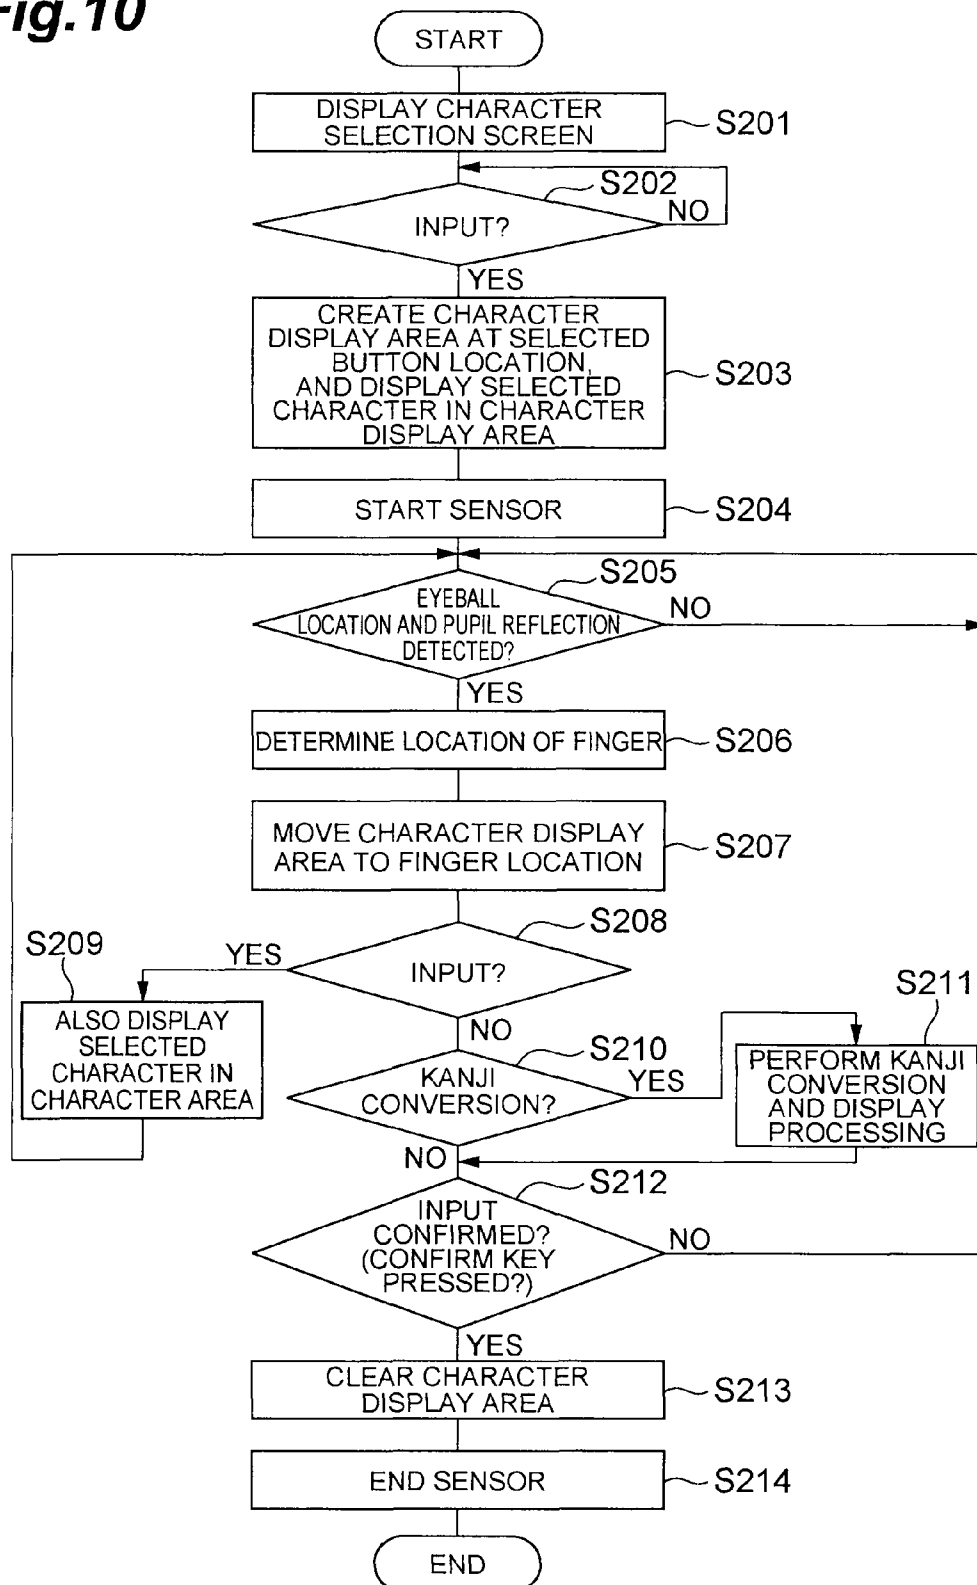 Fig.10
START
DISPLAY CHARACTER
SELECTION SCREEN
S201
S202
INPUT?
NO
YES
CREATE CHARACTER
DISPLAY AREA AT SELECTED
BUTTON LOCATION,
AND DISPLAY SELECTED
CHARACTER IN CHARACTER
DISPLAY AREA
S203
START SENSOR
S204
S205
EYEBALL
LOCATION AND PUPIL REFLECTION
DETECTED?
NO
YES
DETERMINE LOCATION OF FINGER
S206
MOVE CHARACTER DISPLAY
AREA TO FINGER LOCATION
S207
S208
INPUT?
YES
NO
S209
ALSO DISPLAY
SELECTED
CHARACTER IN
CHARACTER AREA
S210
KANJI
CONVERSION?
YES
NO
S211
PERFORM KANJI
CONVERSION
AND DISPLAY
PROCESSING
S212
INPUT
CONFIRMED?
(CONFIRM KEY
PRESSED?)
NO
YES
CLEAR CHARACTER
DISPLAY AREA
S213
END SENSOR
S214
END